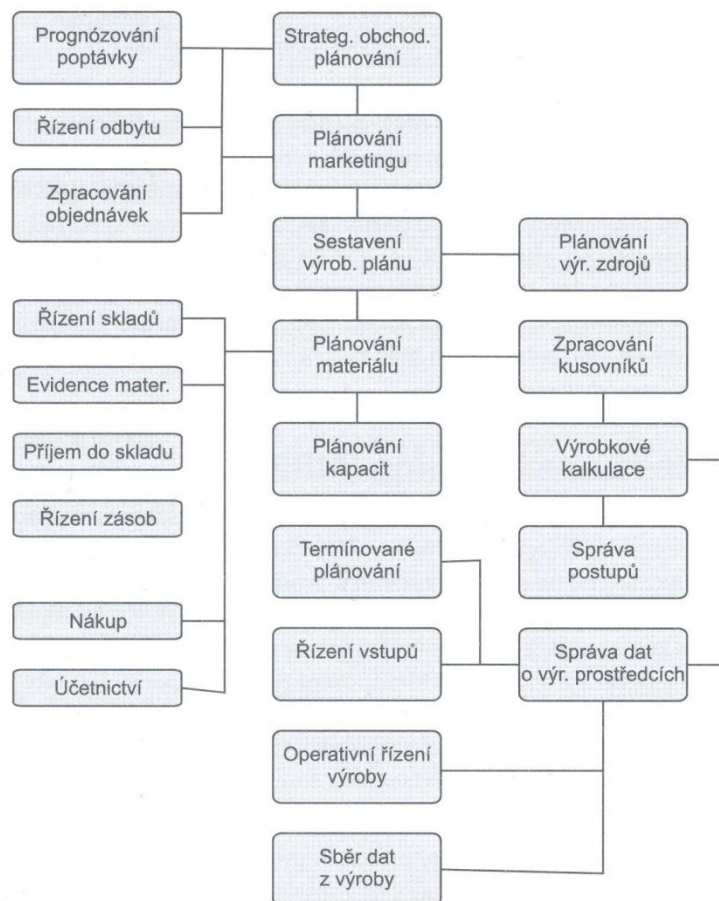 Prognózování
poptávky
Strateg. obchod.
plánování
Řízení odbytu
Plánování
marketingu
Zpracování
objednávek
Sestavení
výrob. plánu
Plánování
výr. zdrojů
Řízení skladů
Plánování
materiálu
Zpracování
kusovníků
Evidence mater.
Příjem do skladu
Plánování
kapacit
Výrobkové
kalkulace
Řízení zásob
Termínované
plánování
Správa
postupů
Nákup
Řízení vstupů
Správa dat
o výr. prostředcích
Účetnictví
Operativní řízení
výroby
Sběr dat
z výroby